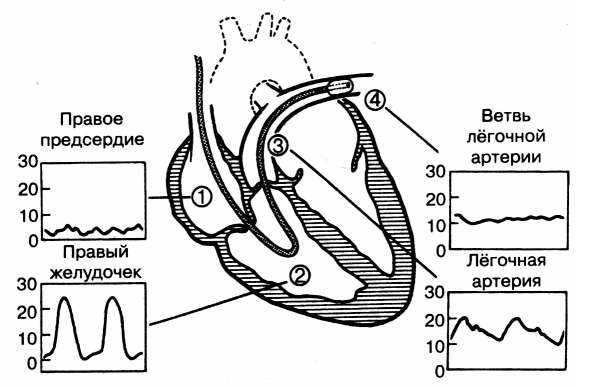 Правое
предсердие
30
20
10
0
Правый
желудочек
30
20
10
0
①
②
③
④
Ветвь
лёгочной
артерии
30
20
10
0
Лёгочная
артерия
30
20
10
0